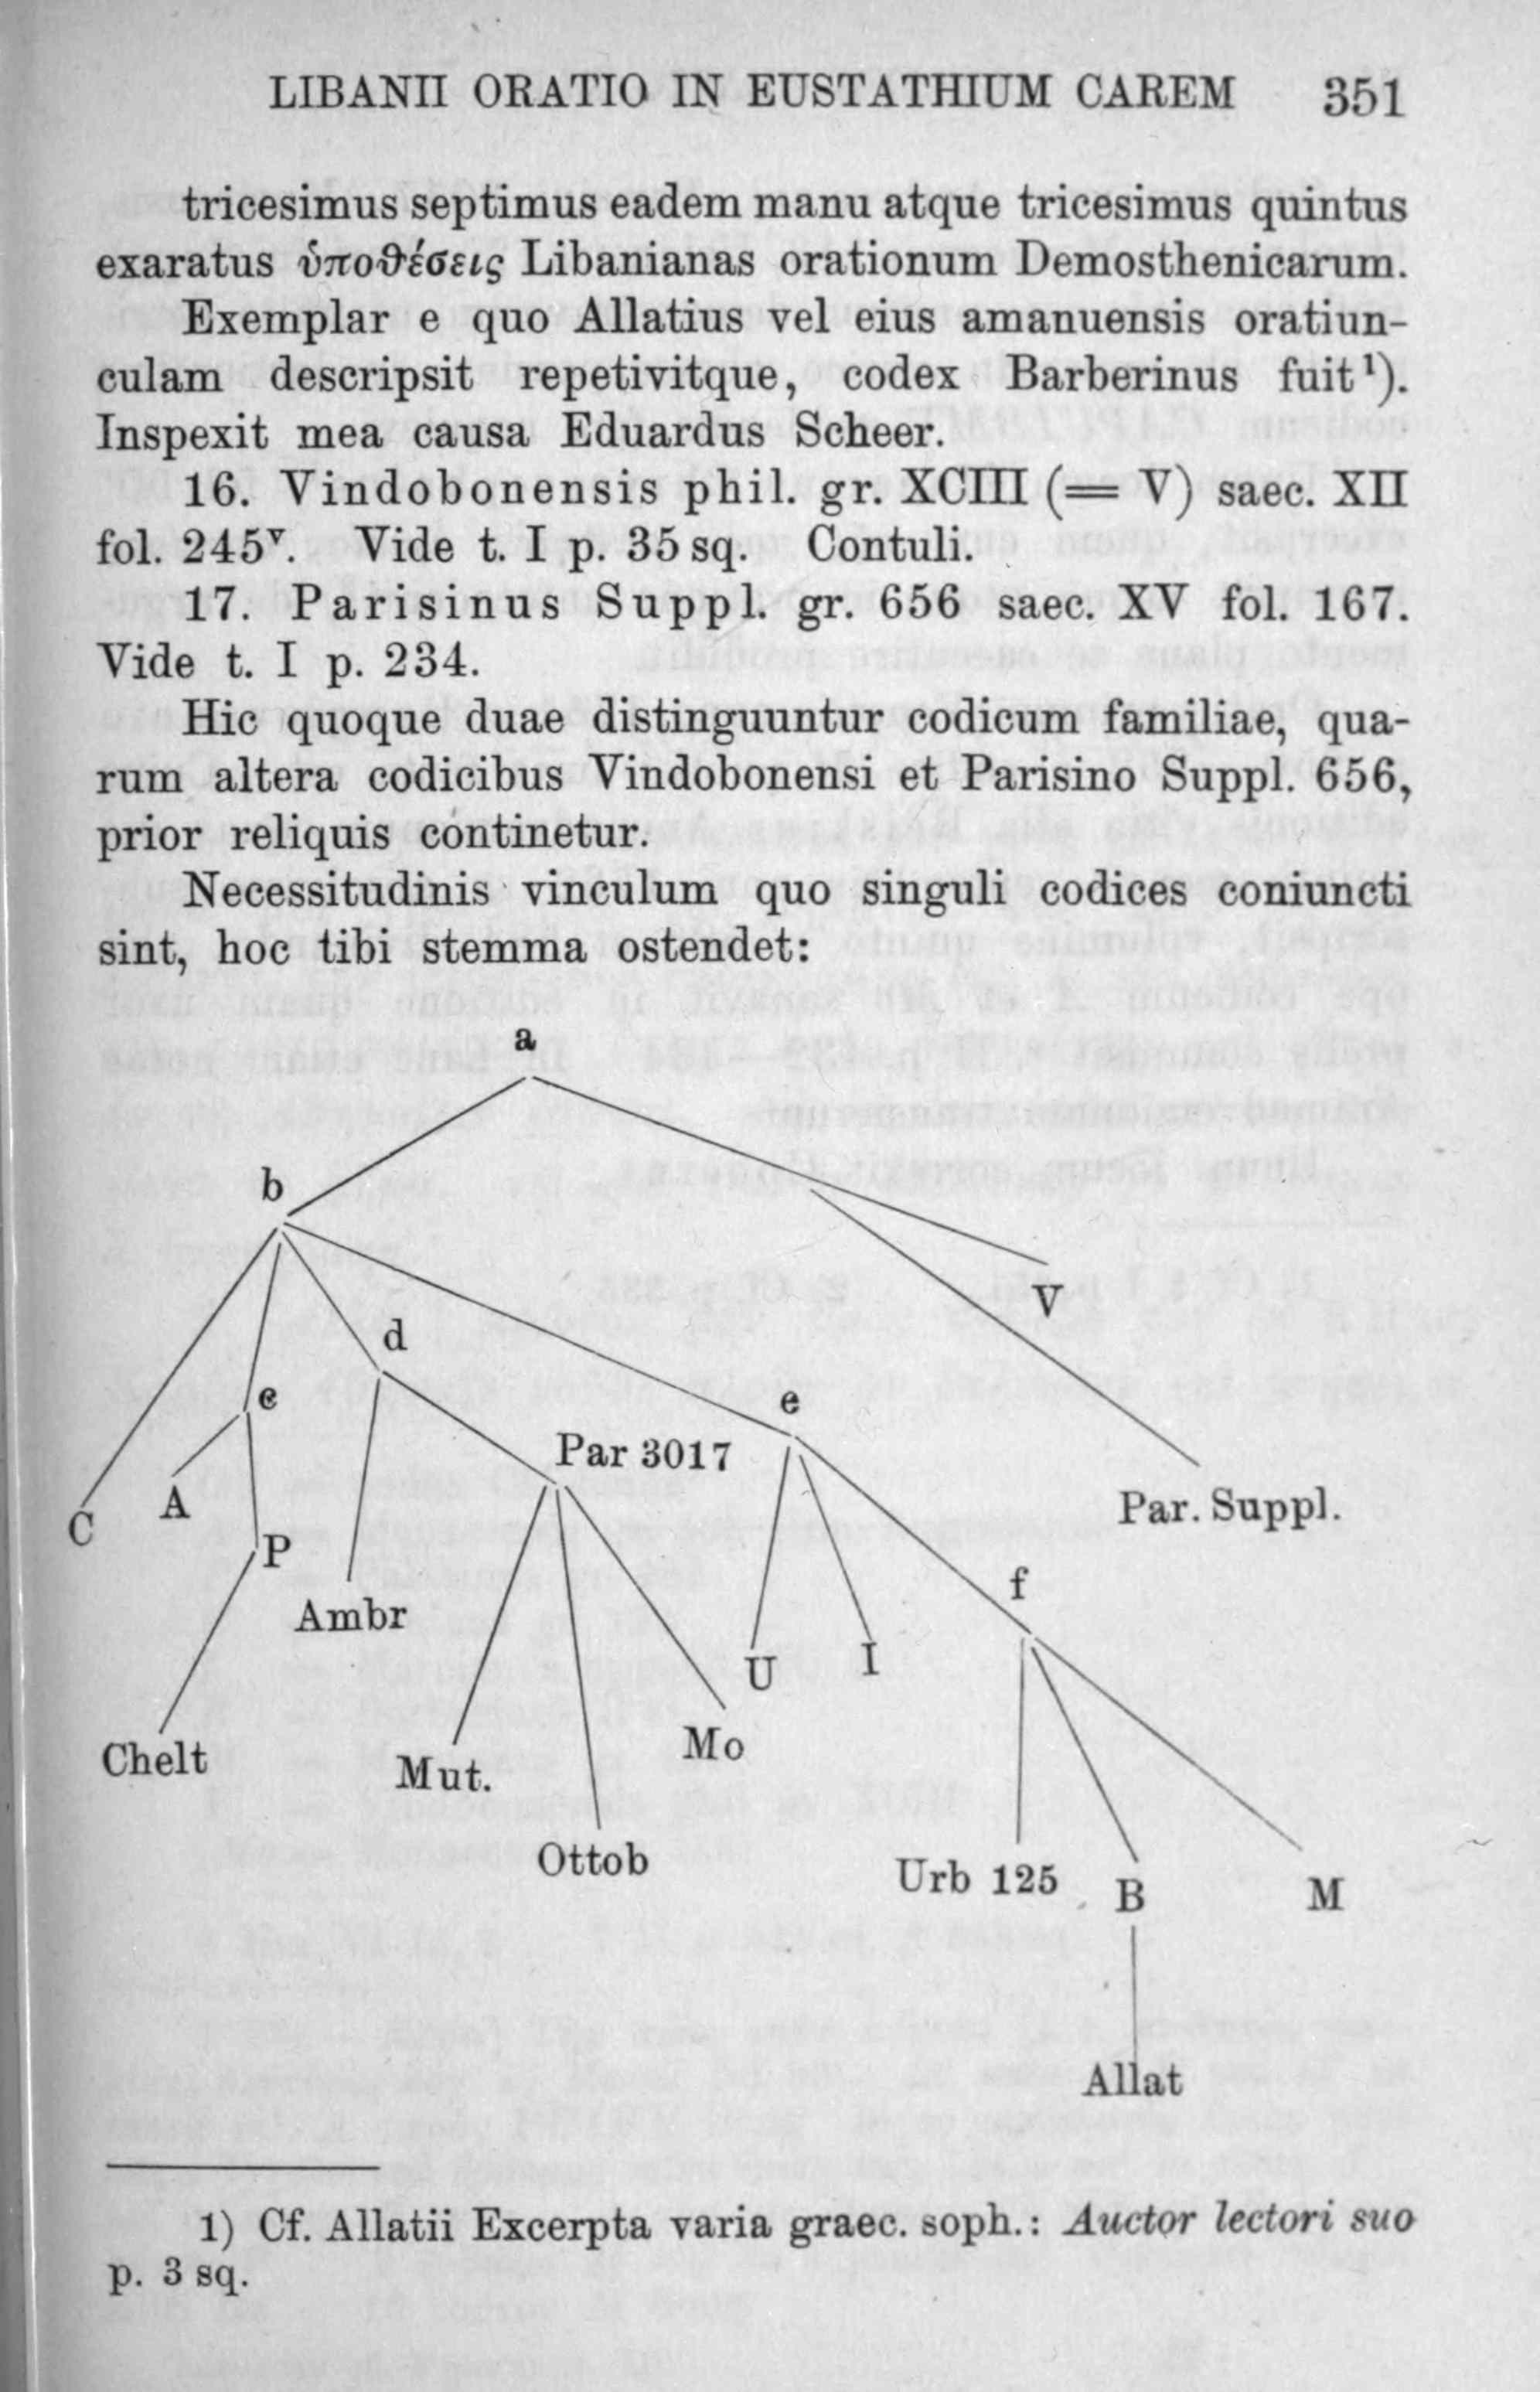 LIBANII ORATIO IN EUSTATHIUM CAREM 351
tricesimus septimus eadem manu atque tricesimus quintus
exaratus ὑποθέσεις Libanianas orationum Demosthenicarum.
Exemplar e quo Allatius vel eius amanuensis oratiun-
culam descripsit repetivitque, codex Barberinus fuit¹).
Inspexit mea causa Eduardus Scheer.
16. Vindobonensis phil. gr. XCIII (= V) saec. XII
fol. 245ᵛ. Vide t. I p. 35 sq. Contuli.
17. Parisinus Suppl. gr. 656 saec. XV fol. 167.
Vide t. I p. 234.
Hic quoque duae distinguuntur codicum familiae, qua-
rum altera codicibus Vindobonensi et Parisino Suppl. 656,
prior reliquis continetur.
Necessitudinis vinculum quo singuli codices coniuncti
sint, hoc tibi stemma ostendet:
a
b
V
d
c
e
Par 3017
A
C
Par. Suppl.
P
f
Ambr
U
I
Mo
Chelt
Mut.
Ottob
Urb 125
B
M
Allat
1) Cf. Allatii Excerpta varia graec. soph.: Auctor lectori suo
p. 3 sq.